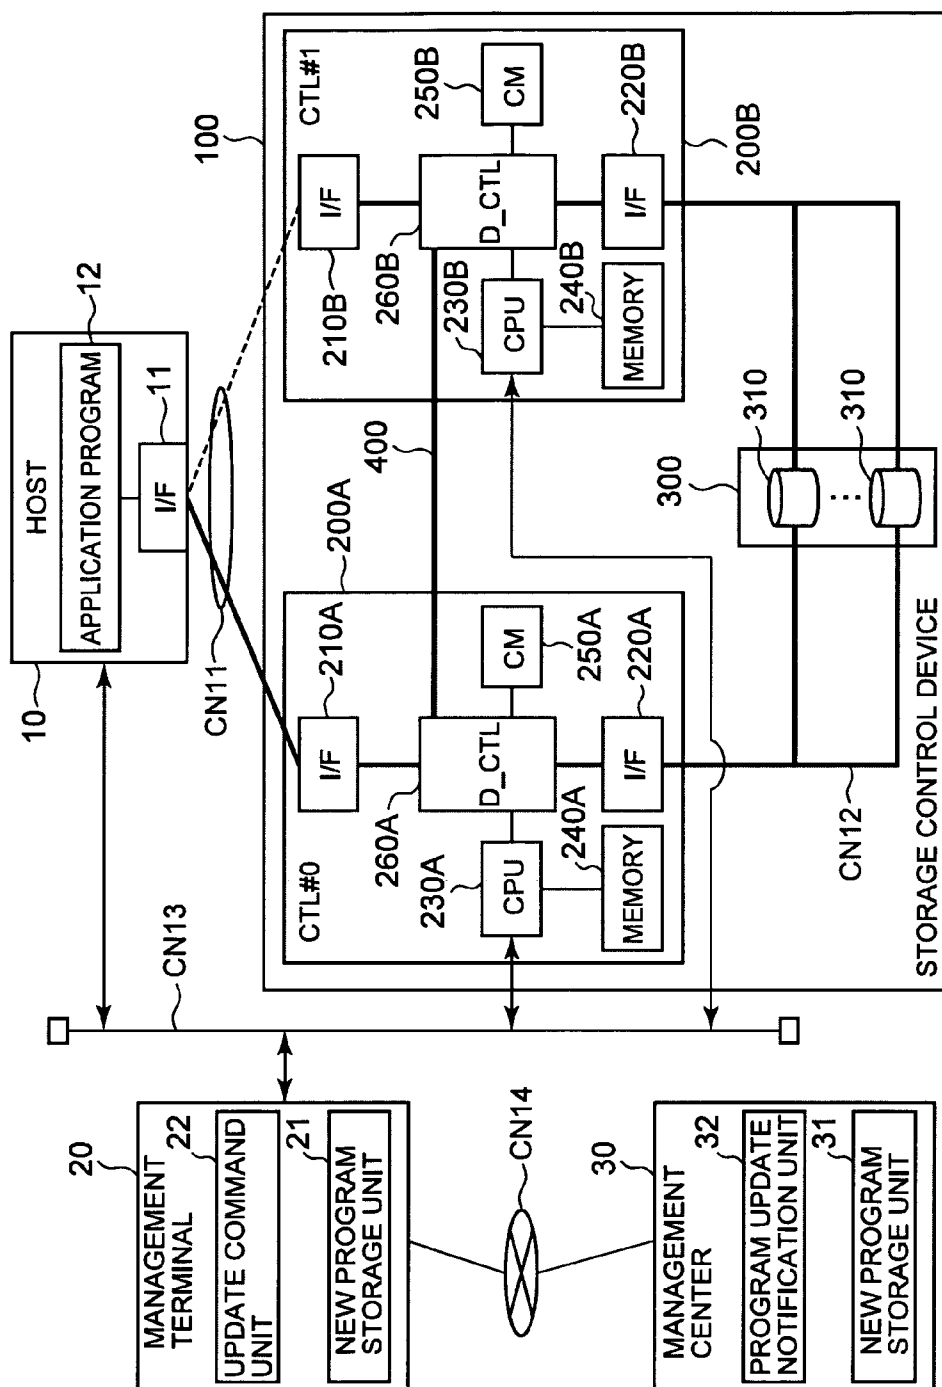 10
HOST
APPLICATION PROGRAM
12
I/F
11
CN11
100
CTL#0
200A
210A
I/F
260A
D_CTL
CM
250A
230A
CPU
240A
MEMORY
I/F
220A
400
CTL#1
I/F
210B
260B
D_CTL
CM
250B
230B
CPU
240B
MEMORY
I/F
220B
200B
300
310
310
...
CN12
STORAGE CONTROL DEVICE
CN13
20
MANAGEMENT
TERMINAL
22
UPDATE COMMAND
UNIT
21
NEW PROGRAM
STORAGE UNIT
CN14
30
MANAGEMENT
CENTER
32
PROGRAM UPDATE
NOTIFICATION UNIT
31
NEW PROGRAM
STORAGE UNIT